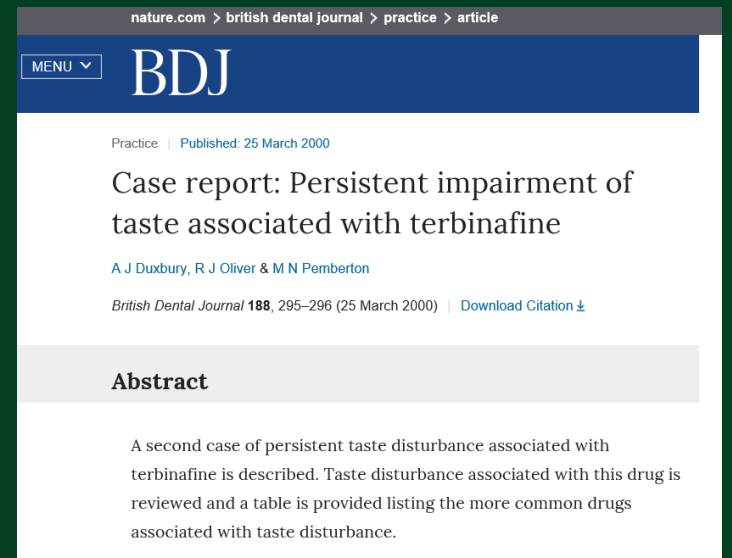 nature.com > british dental journal > practice > article
MENU
BDJ
Practice | Published: 25 March 2000
Case report: Persistent impairment of
taste associated with terbinafine
A J Duxbury, R J Oliver & M N Pemberton
British Dental Journal 188, 295–296 (25 March 2000) | Download Citation
Abstract
A second case of persistent taste disturbance associated with
terbinafine is described. Taste disturbance associated with this drug is
reviewed and a table is provided listing the more common drugs
associated with taste disturbance.